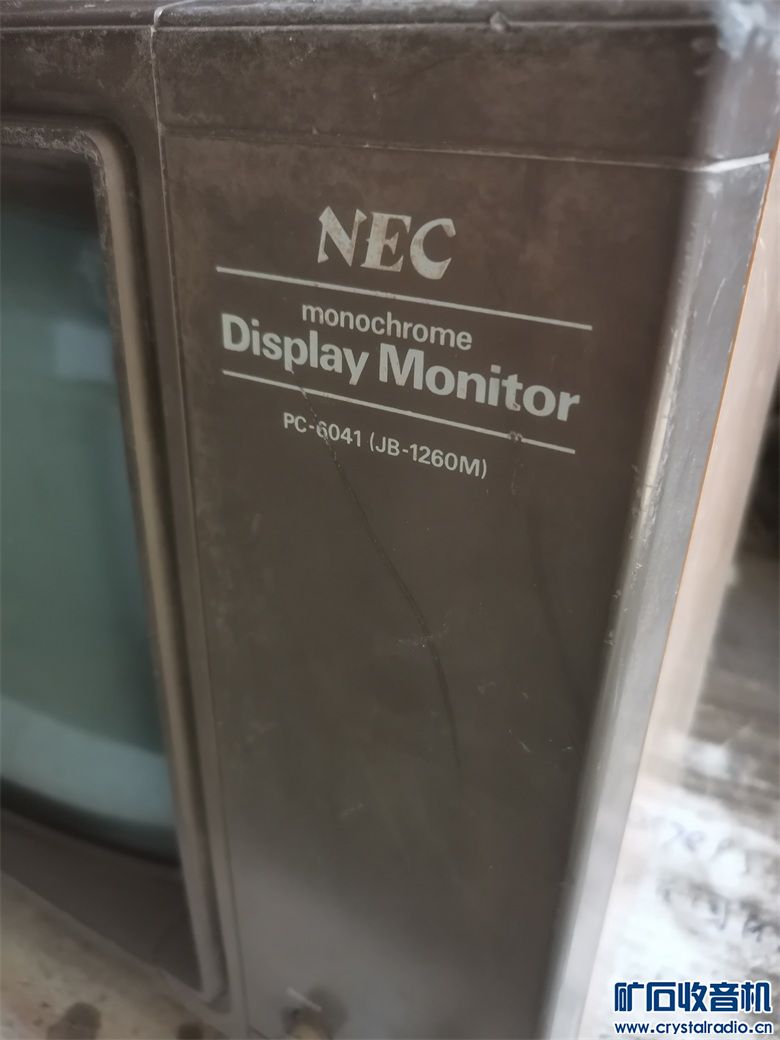 NEC
monochrome
Display Monitor
PC-6041 (JB-1260M)
矿石收音机
www.crystalradio.cn